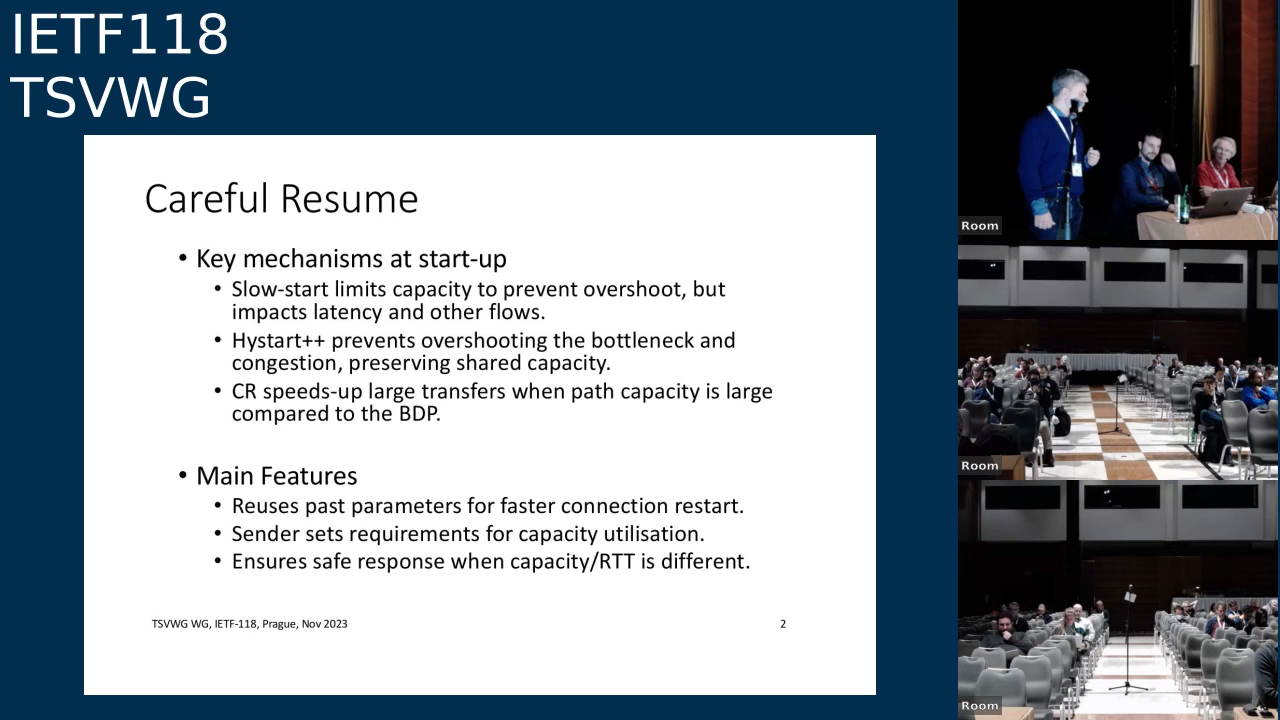 IETF118
TSVWG
Careful Resume
• Key mechanisms at start-up
• Slow-start limits capacity to prevent overshoot, but
impacts latency and other flows.
• Hystart++ prevents overshooting the bottleneck and
congestion, preserving shared capacity.
• CR speeds-up large transfers when path capacity is large
compared to the BDP.
• Main Features
• Reuses past parameters for faster connection restart.
• Sender sets requirements for capacity utilisation.
• Ensures safe response when capacity/RTT is different.
TSVWG WG, IETF-118, Prague, Nov 2023
2
Room
Room
Room